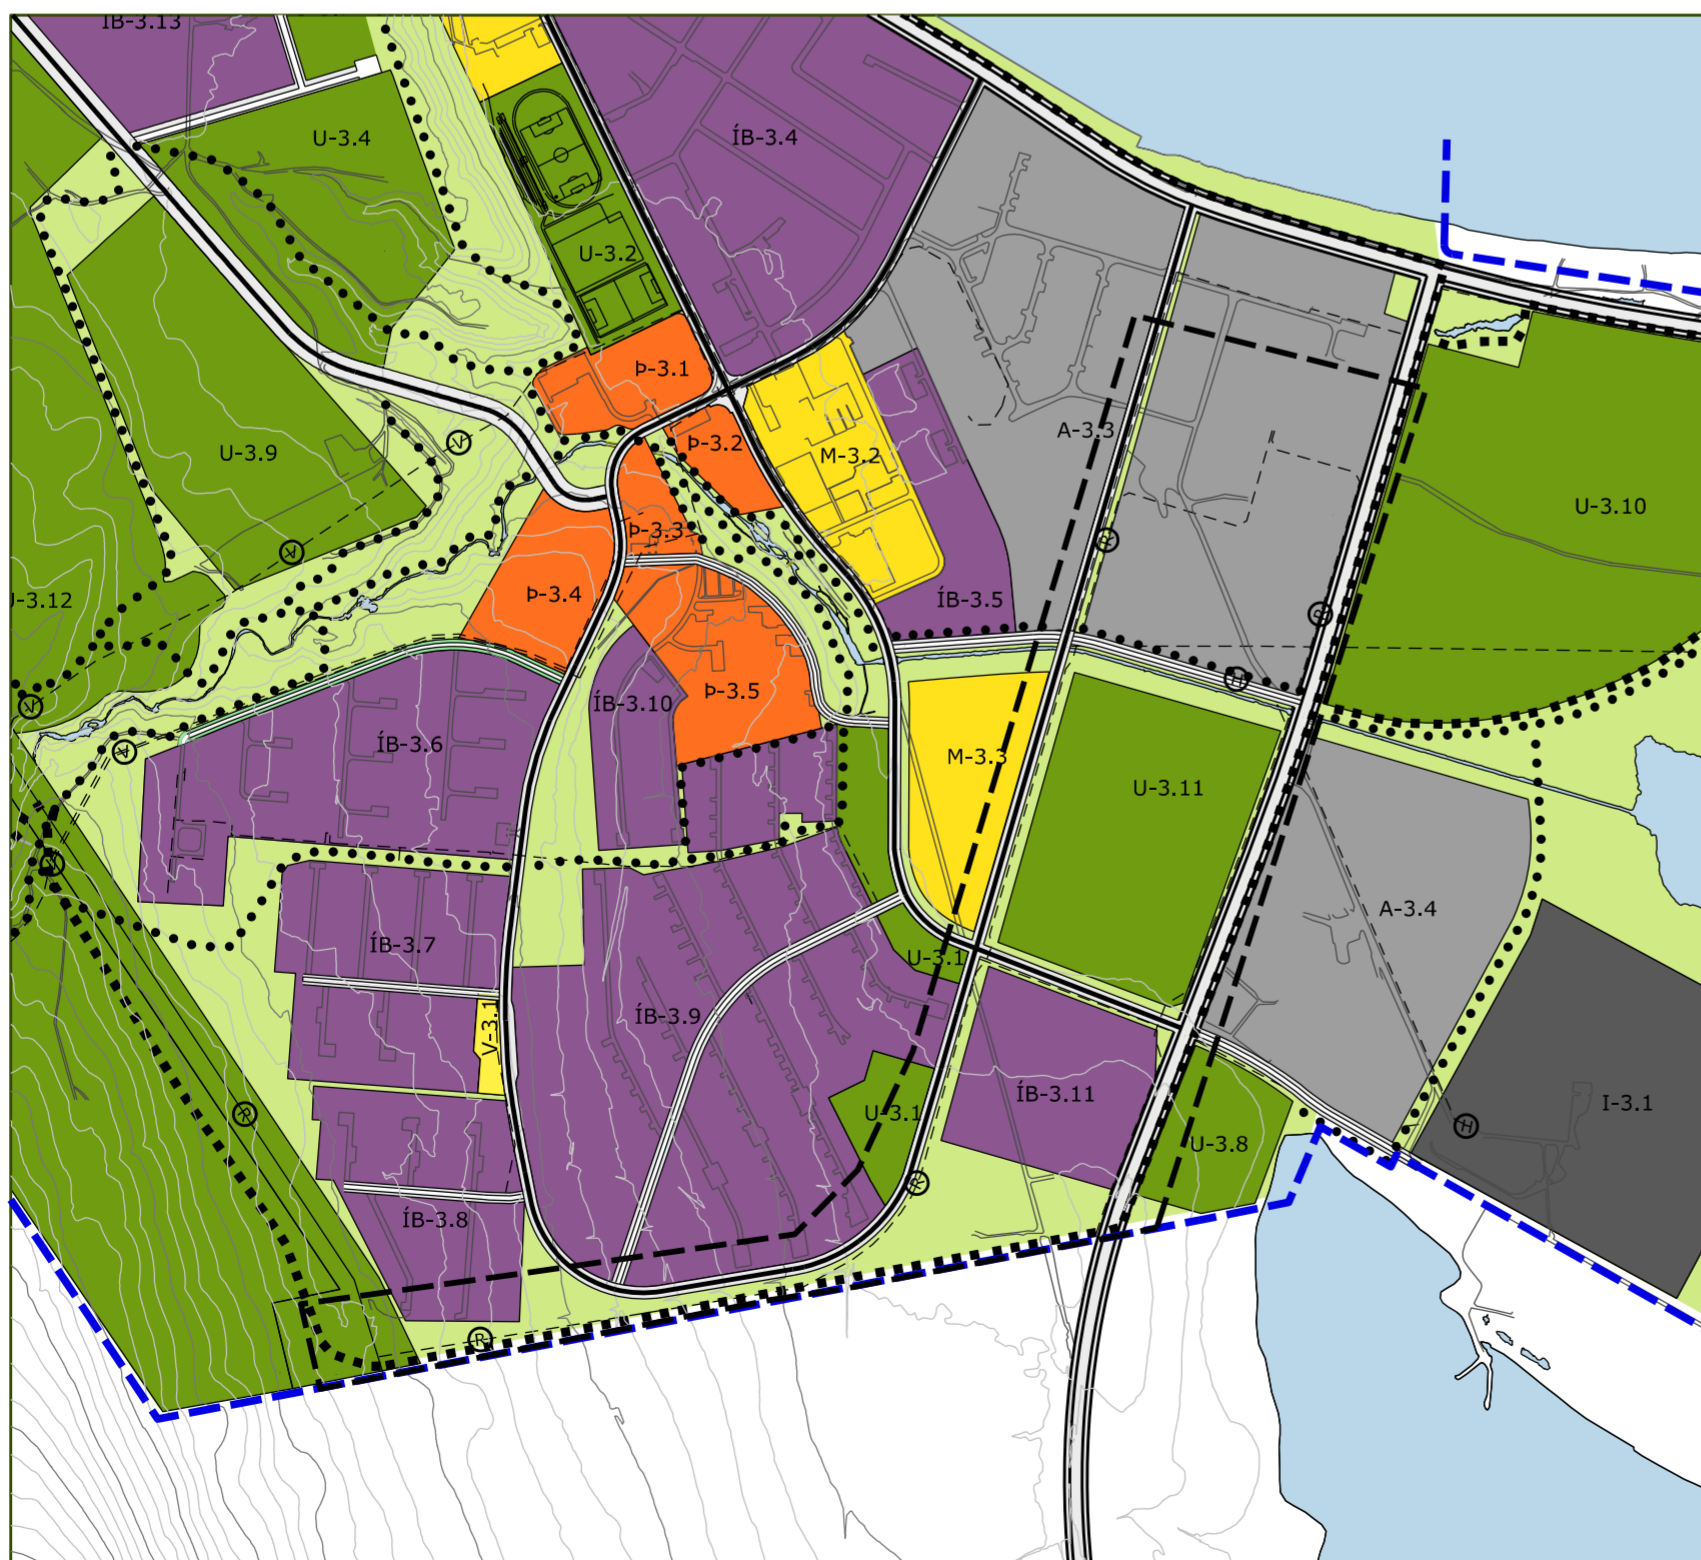 ÍB-3.13
U-3.4
ÍB-3.4
U-3.2
Þ-3.1
A-3.3
U-3.9
V
Þ-3.2
M-3.2
U-3.10
Þ-3.3
R
V
Þ-3.4
ÍB-3.5
R
-3.12
H
V
Þ-3.5
ÍB-3.10
ÍB-3.6
V
M-3.3
U-3.11
A-3.4
ÍB-3.7
U-3.1
V-3.1
ÍB-3.9
ÍB-3.11
I-3.1
R
U-3.1
H
U-3.8
R
ÍB-3.8
R